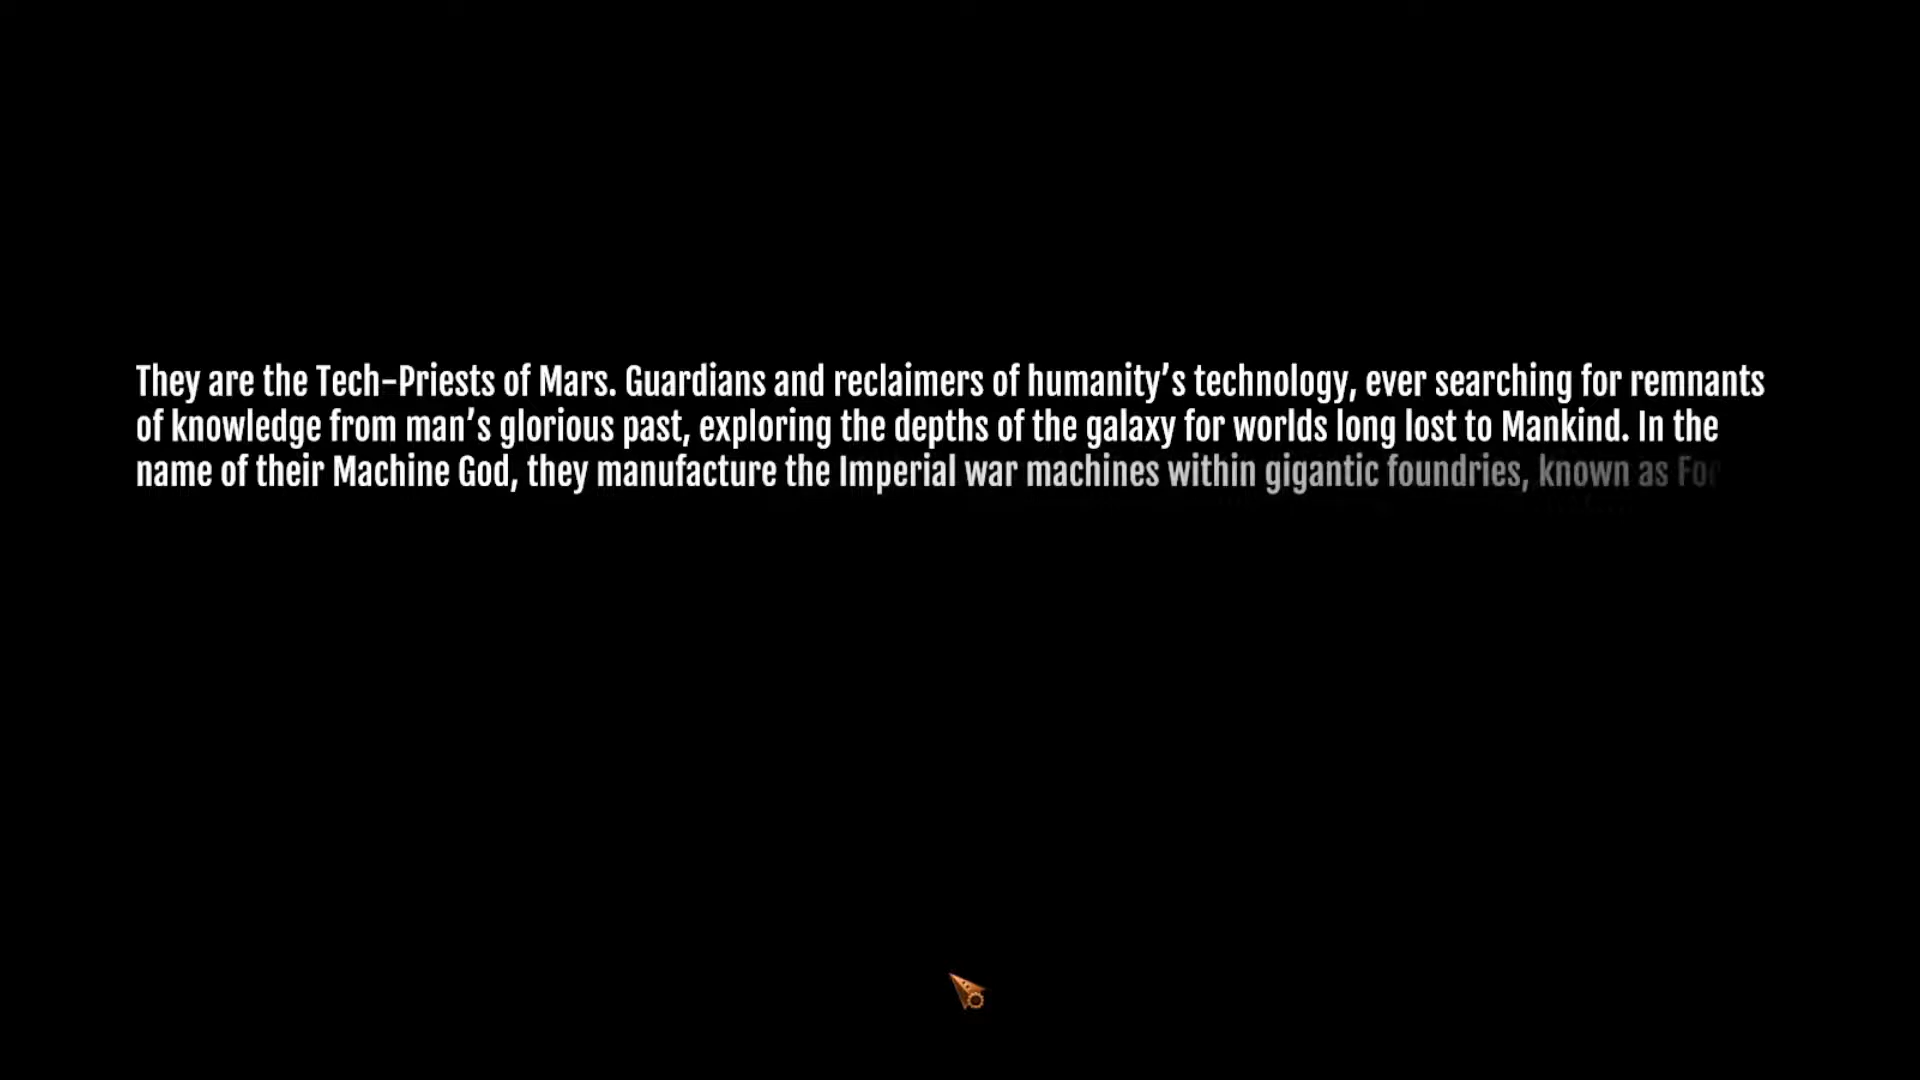 They are the Tech-Priests of Mars. Guardians and reclaimers of humanity’s technology, ever searching for remnants
of knowledge from man’s glorious past, exploring the depths of the galaxy for worlds long lost to Mankind. In the
name of their Machine God, they manufacture the Imperial war machines within gigantic foundries, known as